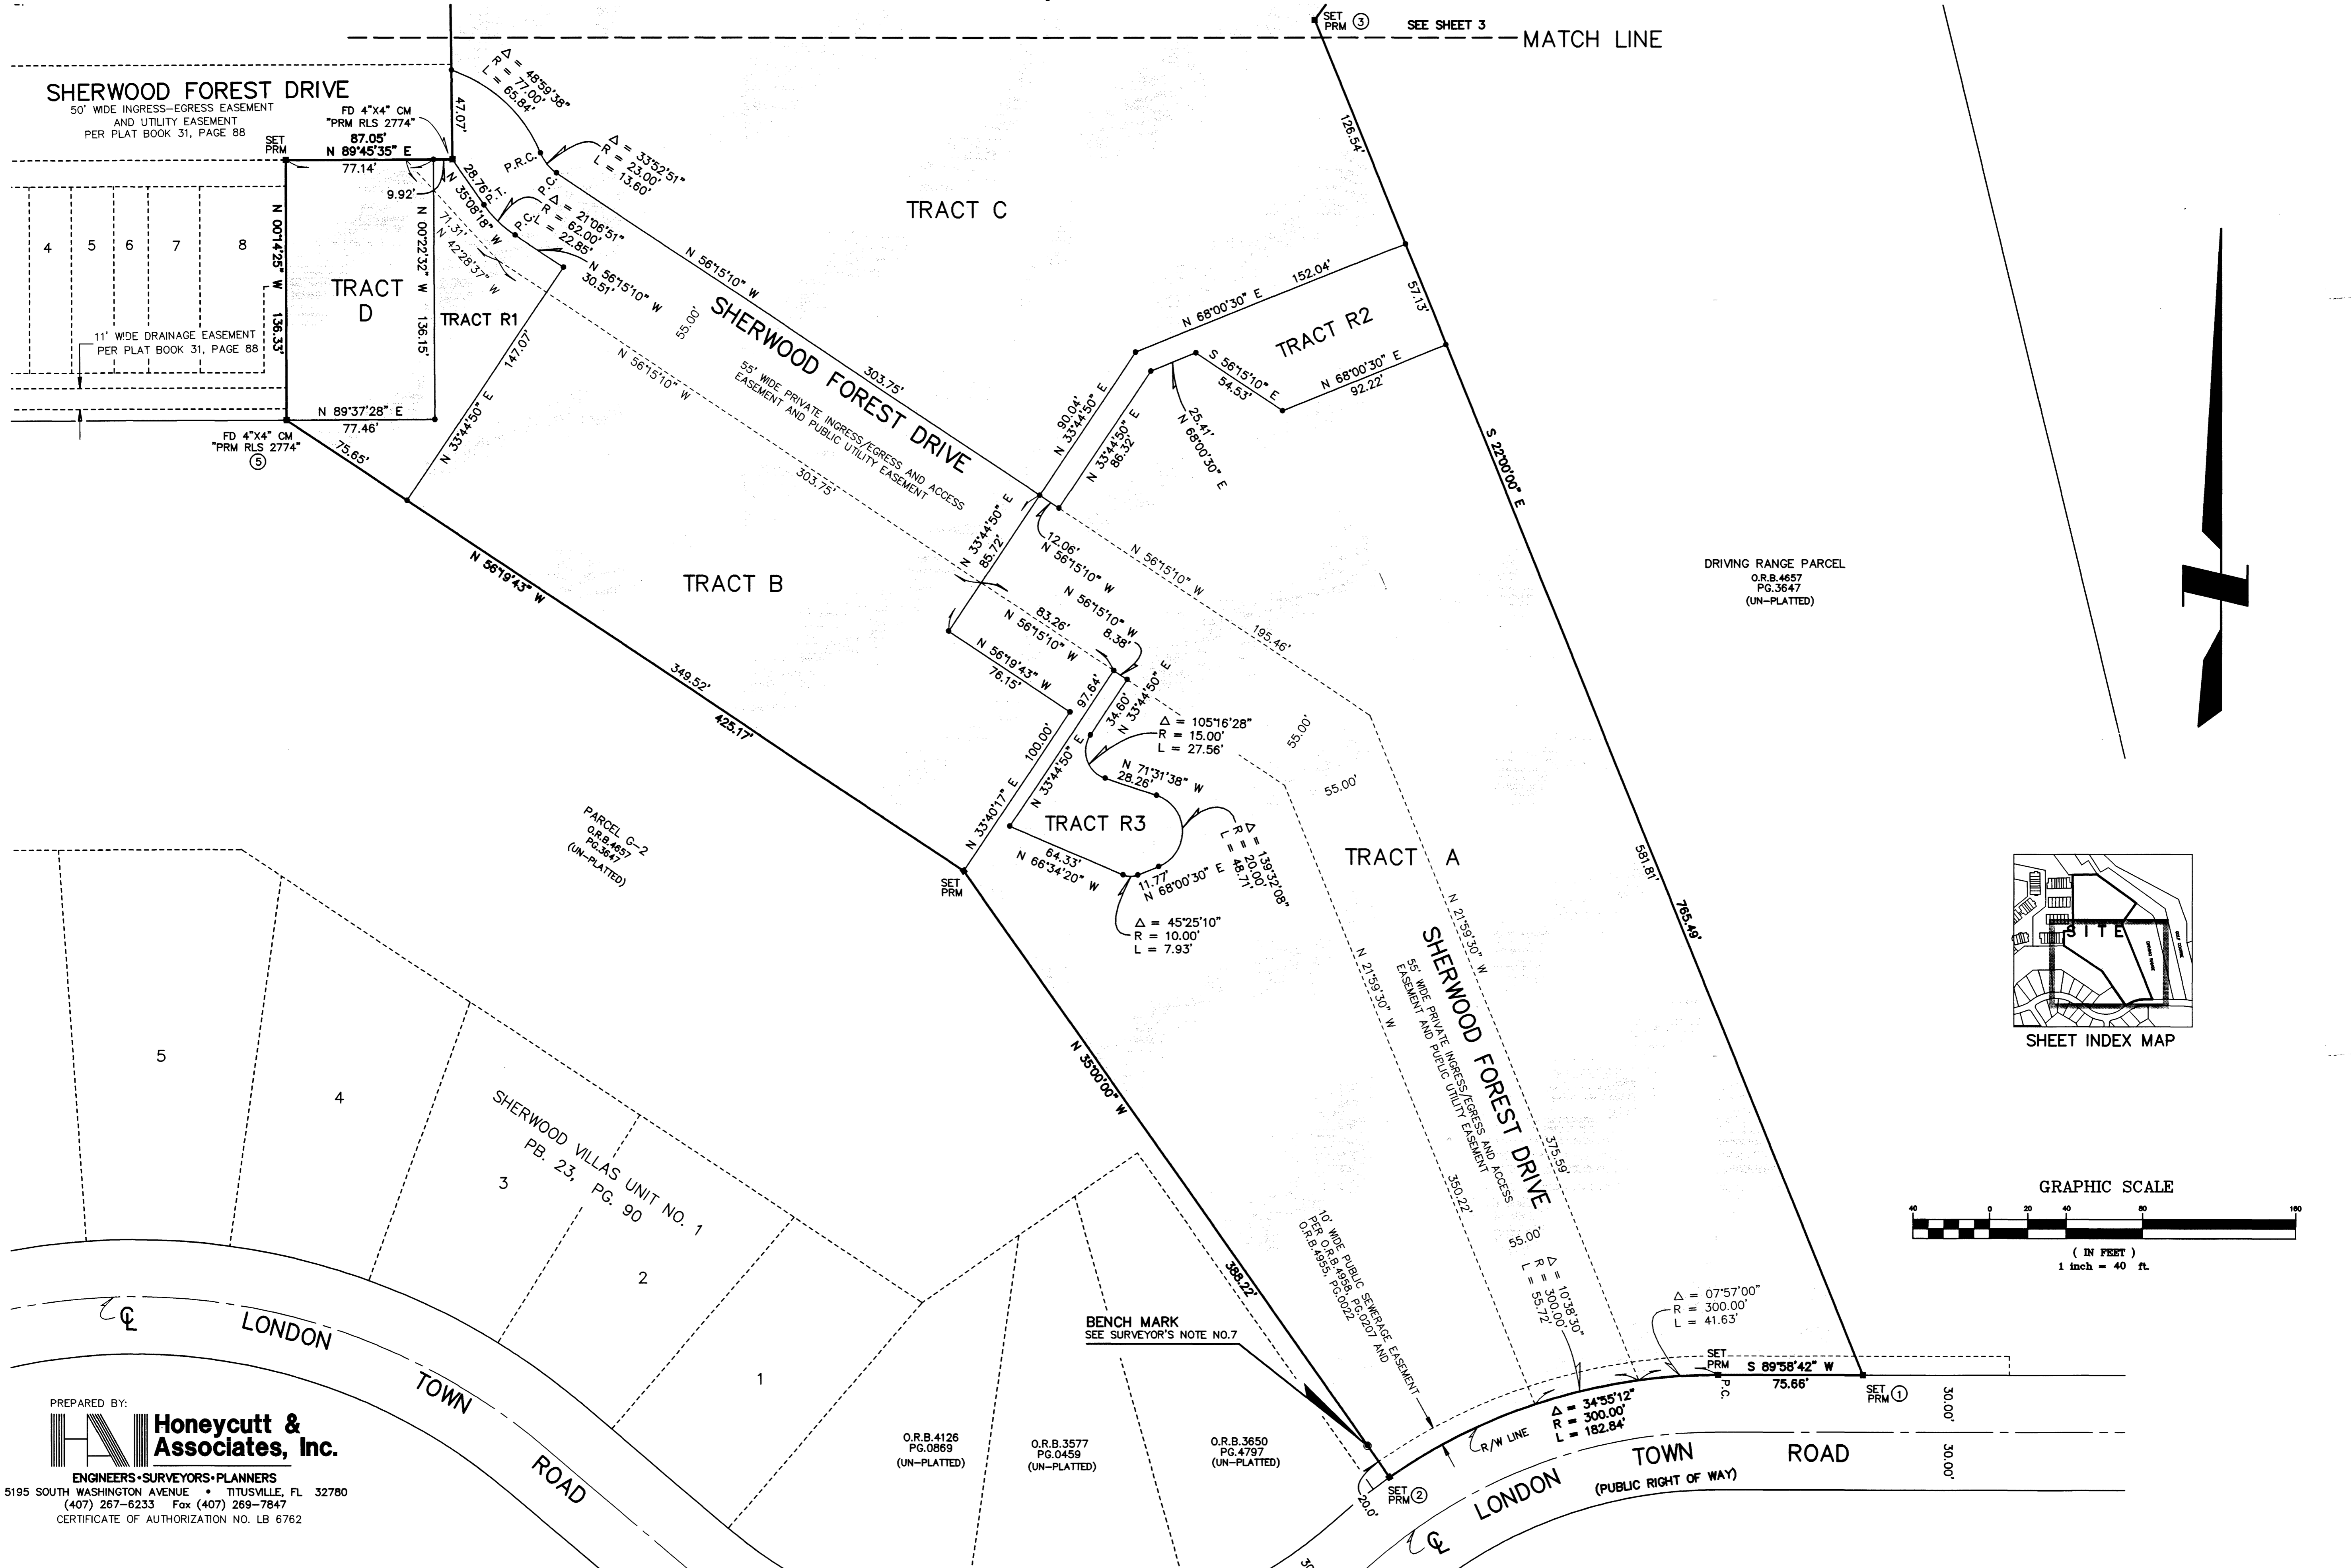 SET
PRM 3
SEE SHEET 3
MATCH LINE
SHERWOOD FOREST DRIVE
50' WIDE INGRESS-EGRESS EASEMENT
AND UTILITY EASEMENT
PER PLAT BOOK 31, PAGE 88
FD 4"X4" CM
"PRM RLS 2774"
SET
PRM
87.05'
N 89°45'35" E
77.14'
9.92'
47.07'
Δ = 48°59'38"
R = 77.00'
L = 65.84'
P.R.C.
P.C.
Δ = 33°52'51"
R = 23.00'
L = 13.60'
28.76'
N 35°08'18" W
P.T.
P.C.
Δ = 21°06'51"
R = 62.00'
L = 22.85'
71.31'
N 42°28'37" W
N 56°15'10" W
30.51'
4
5
6
7
8
N 00°14'25" W 136.33'
TRACT
D
N 00°22'32" W 136.15'
TRACT R1
147.07'
N 33°44'50" E
11' WIDE DRAINAGE EASEMENT
PER PLAT BOOK 31, PAGE 88
N 89°37'28" E
77.46'
FD 4"X4" CM
"PRM RLS 2774"
5
75.65'
TRACT C
126.54'
N 56°15'10" W
303.75'
55.00'
SHERWOOD FOREST DRIVE
55' WIDE PRIVATE INGRESS/EGRESS AND ACCESS
EASEMENT AND PUBLIC UTILITY EASEMENT
N 56°15'10" W
303.75'
N 68°00'30" E 152.04'
57.13'
TRACT R2
S 56°15'10" E
54.53'
N 68°00'30" E
92.22'
25.41'
N 68°00'30" E
90.04'
N 33°44'50" E
N 33°44'50" E
86.32'
S 22°00'00" E
N 33°44'50" E
85.72'
12.06'
N 56°15'10" W
N 56°15'10" W
195.46'
N 56°15'10" W
8.38'
83.26'
N 56°15'10" W
N 56°19'43" W
76.15'
TRACT B
N 56°19'43" W
349.52'
425.17'
97.64'
N 33°44'50" E
34.60'
N 33°44'50" E
100.00'
N 33°40'17" E
Δ = 105°16'28"
R = 15.00'
L = 27.56'
N 71°31'38" W
28.26'
TRACT R3
Δ = 139°32'08"
R = 20.00'
L = 48.71'
64.33'
N 66°34'20" W
11.77'
N 68°00'30" E
Δ = 45°25'10"
R = 10.00'
L = 7.93'
SET
PRM
55.00'
55.00'
TRACT A
DRIVING RANGE PARCEL
O.R.B.4657
PG.3647
(UN-PLATTED)
581.81'
765.49'
N 21°59'30" W
N 21°59'30" W
SHERWOOD FOREST DRIVE
55' WIDE PRIVATE INGRESS/EGRESS AND ACCESS
EASEMENT AND PUBLIC UTILITY EASEMENT
375.59'
350.22'
55.00'
PARCEL G-2
O.R.B.4657
PG.3647
(UN-PLATTED)
N 35°00'00" W
388.22'
10' WIDE PUBLIC SEWERAGE EASEMENT
PER O.R.B.4958, PG.0207 AND
O.R.B.4955, PG.0022
Δ = 10°38'30"
R = 300.00'
L = 55.72'
Δ = 07°57'00"
R = 300.00'
L = 41.63'
SET
PRM
P.C.
S 89°58'42" W
75.66'
SET
PRM 1
30.00'
30.00'
Δ = 34°55'12"
R = 300.00'
L = 182.84'
R/W LINE
SET
PRM 2
20.0'
LONDON TOWN ROAD
(PUBLIC RIGHT OF WAY)
BENCH MARK
SEE SURVEYOR'S NOTE NO.7
5
4
3
2
1
SHERWOOD VILLAS UNIT NO. 1
PB. 23, PG. 90
LONDON TOWN ROAD
O.R.B.4126
PG.0869
(UN-PLATTED)
O.R.B.3577
PG.0459
(UN-PLATTED)
O.R.B.3650
PG.4797
(UN-PLATTED)
SITE
DRIVING RANGE
GOLF COURSE
SHEET INDEX MAP
GRAPHIC SCALE
40 0 20 40 80 160
( IN FEET )
1 inch = 40 ft.
PREPARED BY:
Honeycutt &
Associates, Inc.
ENGINEERS•SURVEYORS•PLANNERS
5195 SOUTH WASHINGTON AVENUE • TITUSVILLE, FL 32780
(407) 267-6233 Fax (407) 269-7847
CERTIFICATE OF AUTHORIZATION NO. LB 6762